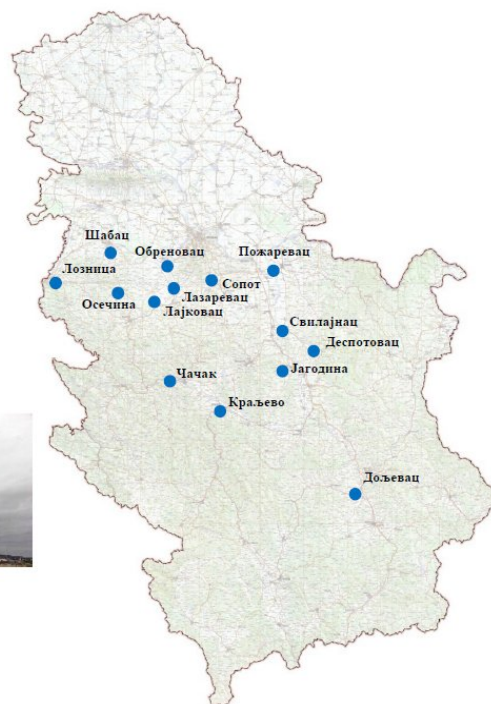 Шабац
Обреновац
Пожаревац
Лозница
Сопот
Осечина
Лазаревац
Лајковац
Свилајнац
Деспотовац
Чачак
Јагодина
Краљево
Дољевац